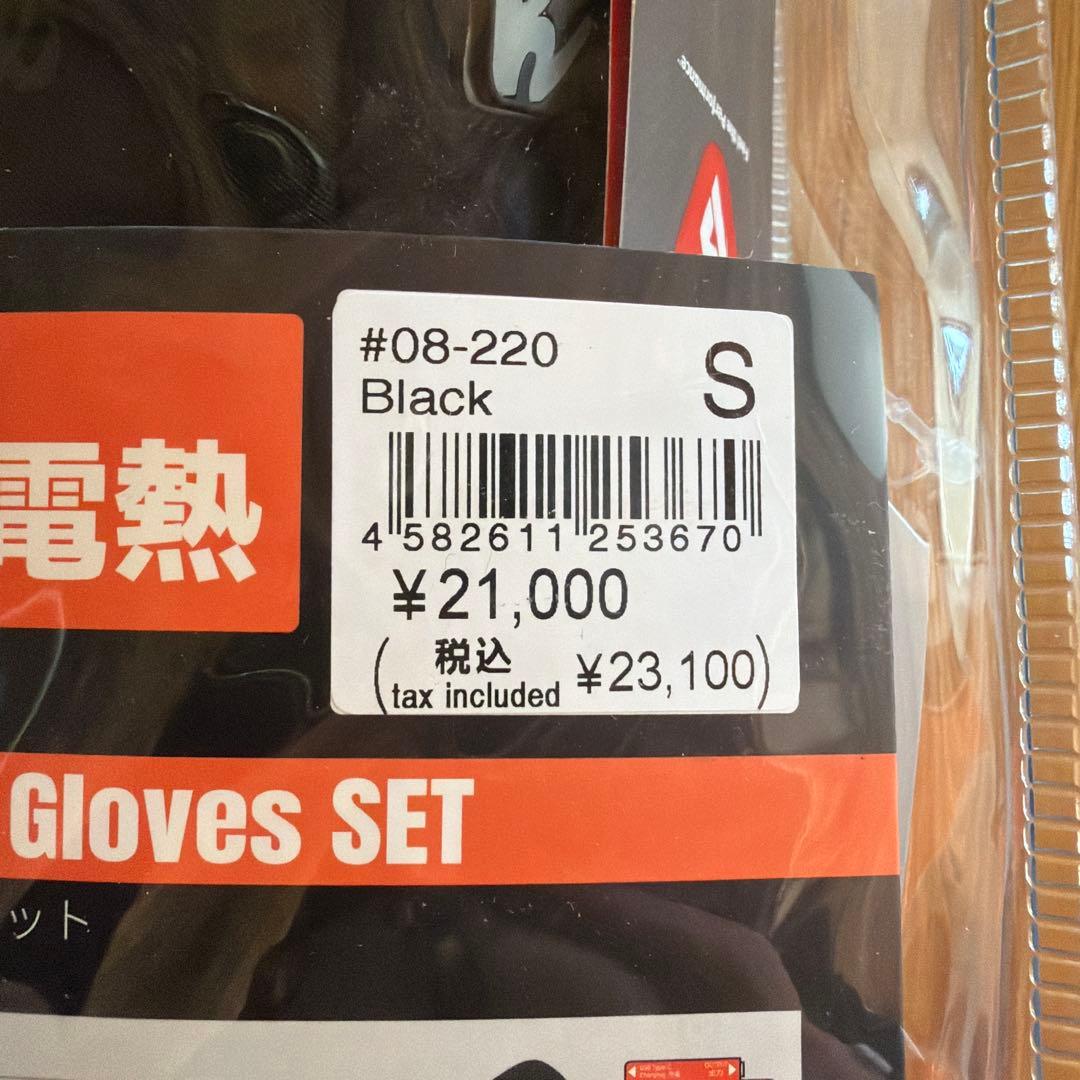 #08-220
Black
S
4 582611 253670
¥21,000
(税込
tax included ¥23,100)
電熱
Gloves SET
ット